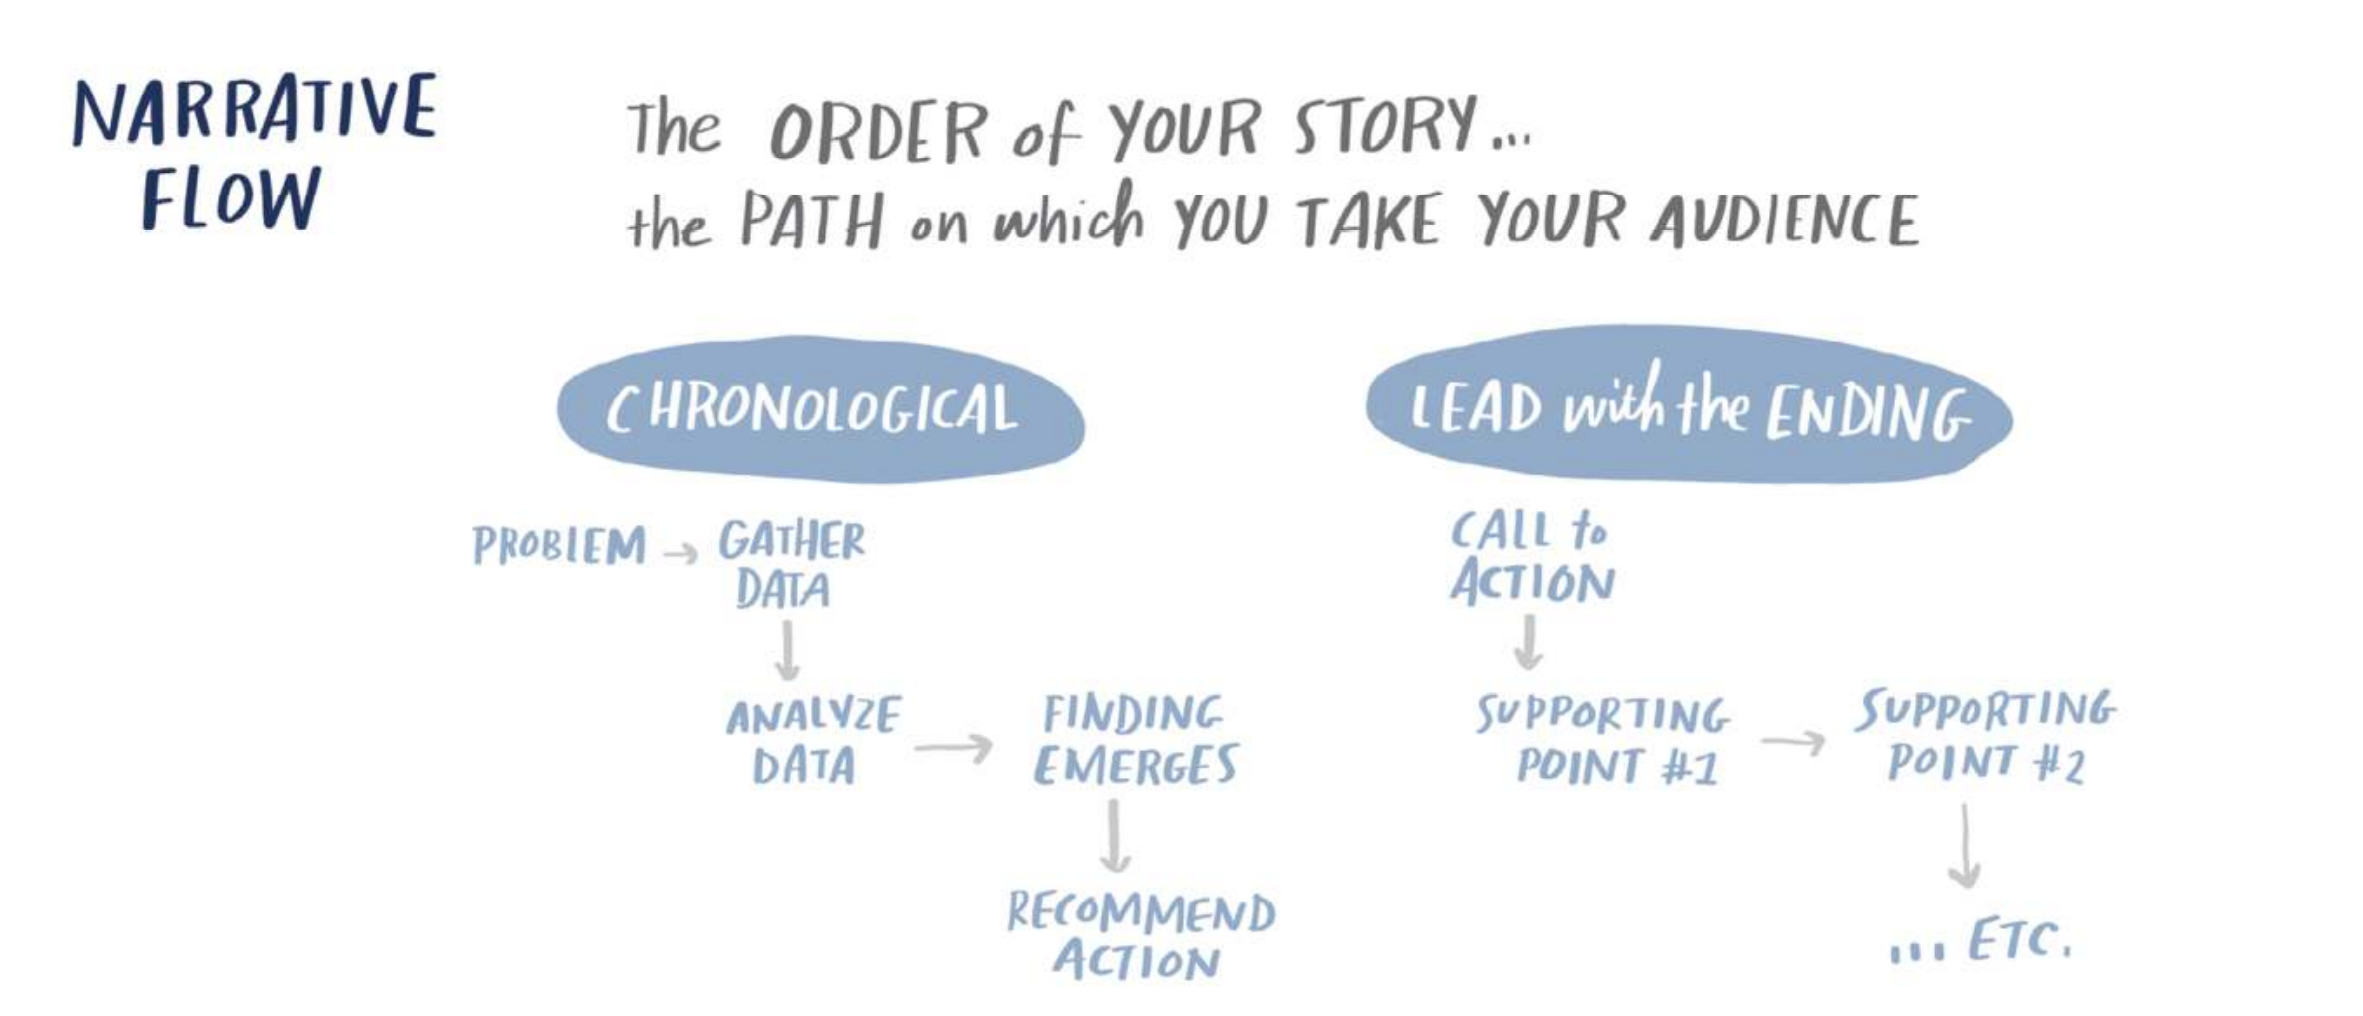 NARRATIVE
FLOW
The ORDER of YOUR STORY...
the PATH on which YOU TAKE YOUR AUDIENCE
CHRONOLOGICAL
PROBLEM → GATHER
DATA
↓
ANALYZE
DATA
→
FINDING
EMERGES
↓
RECOMMEND
ACTION
LEAD with the ENDING
CALL to
ACTION
↓
SUPPORTING
POINT #1
→
SUPPORTING
POINT #2
↓
... ETC.